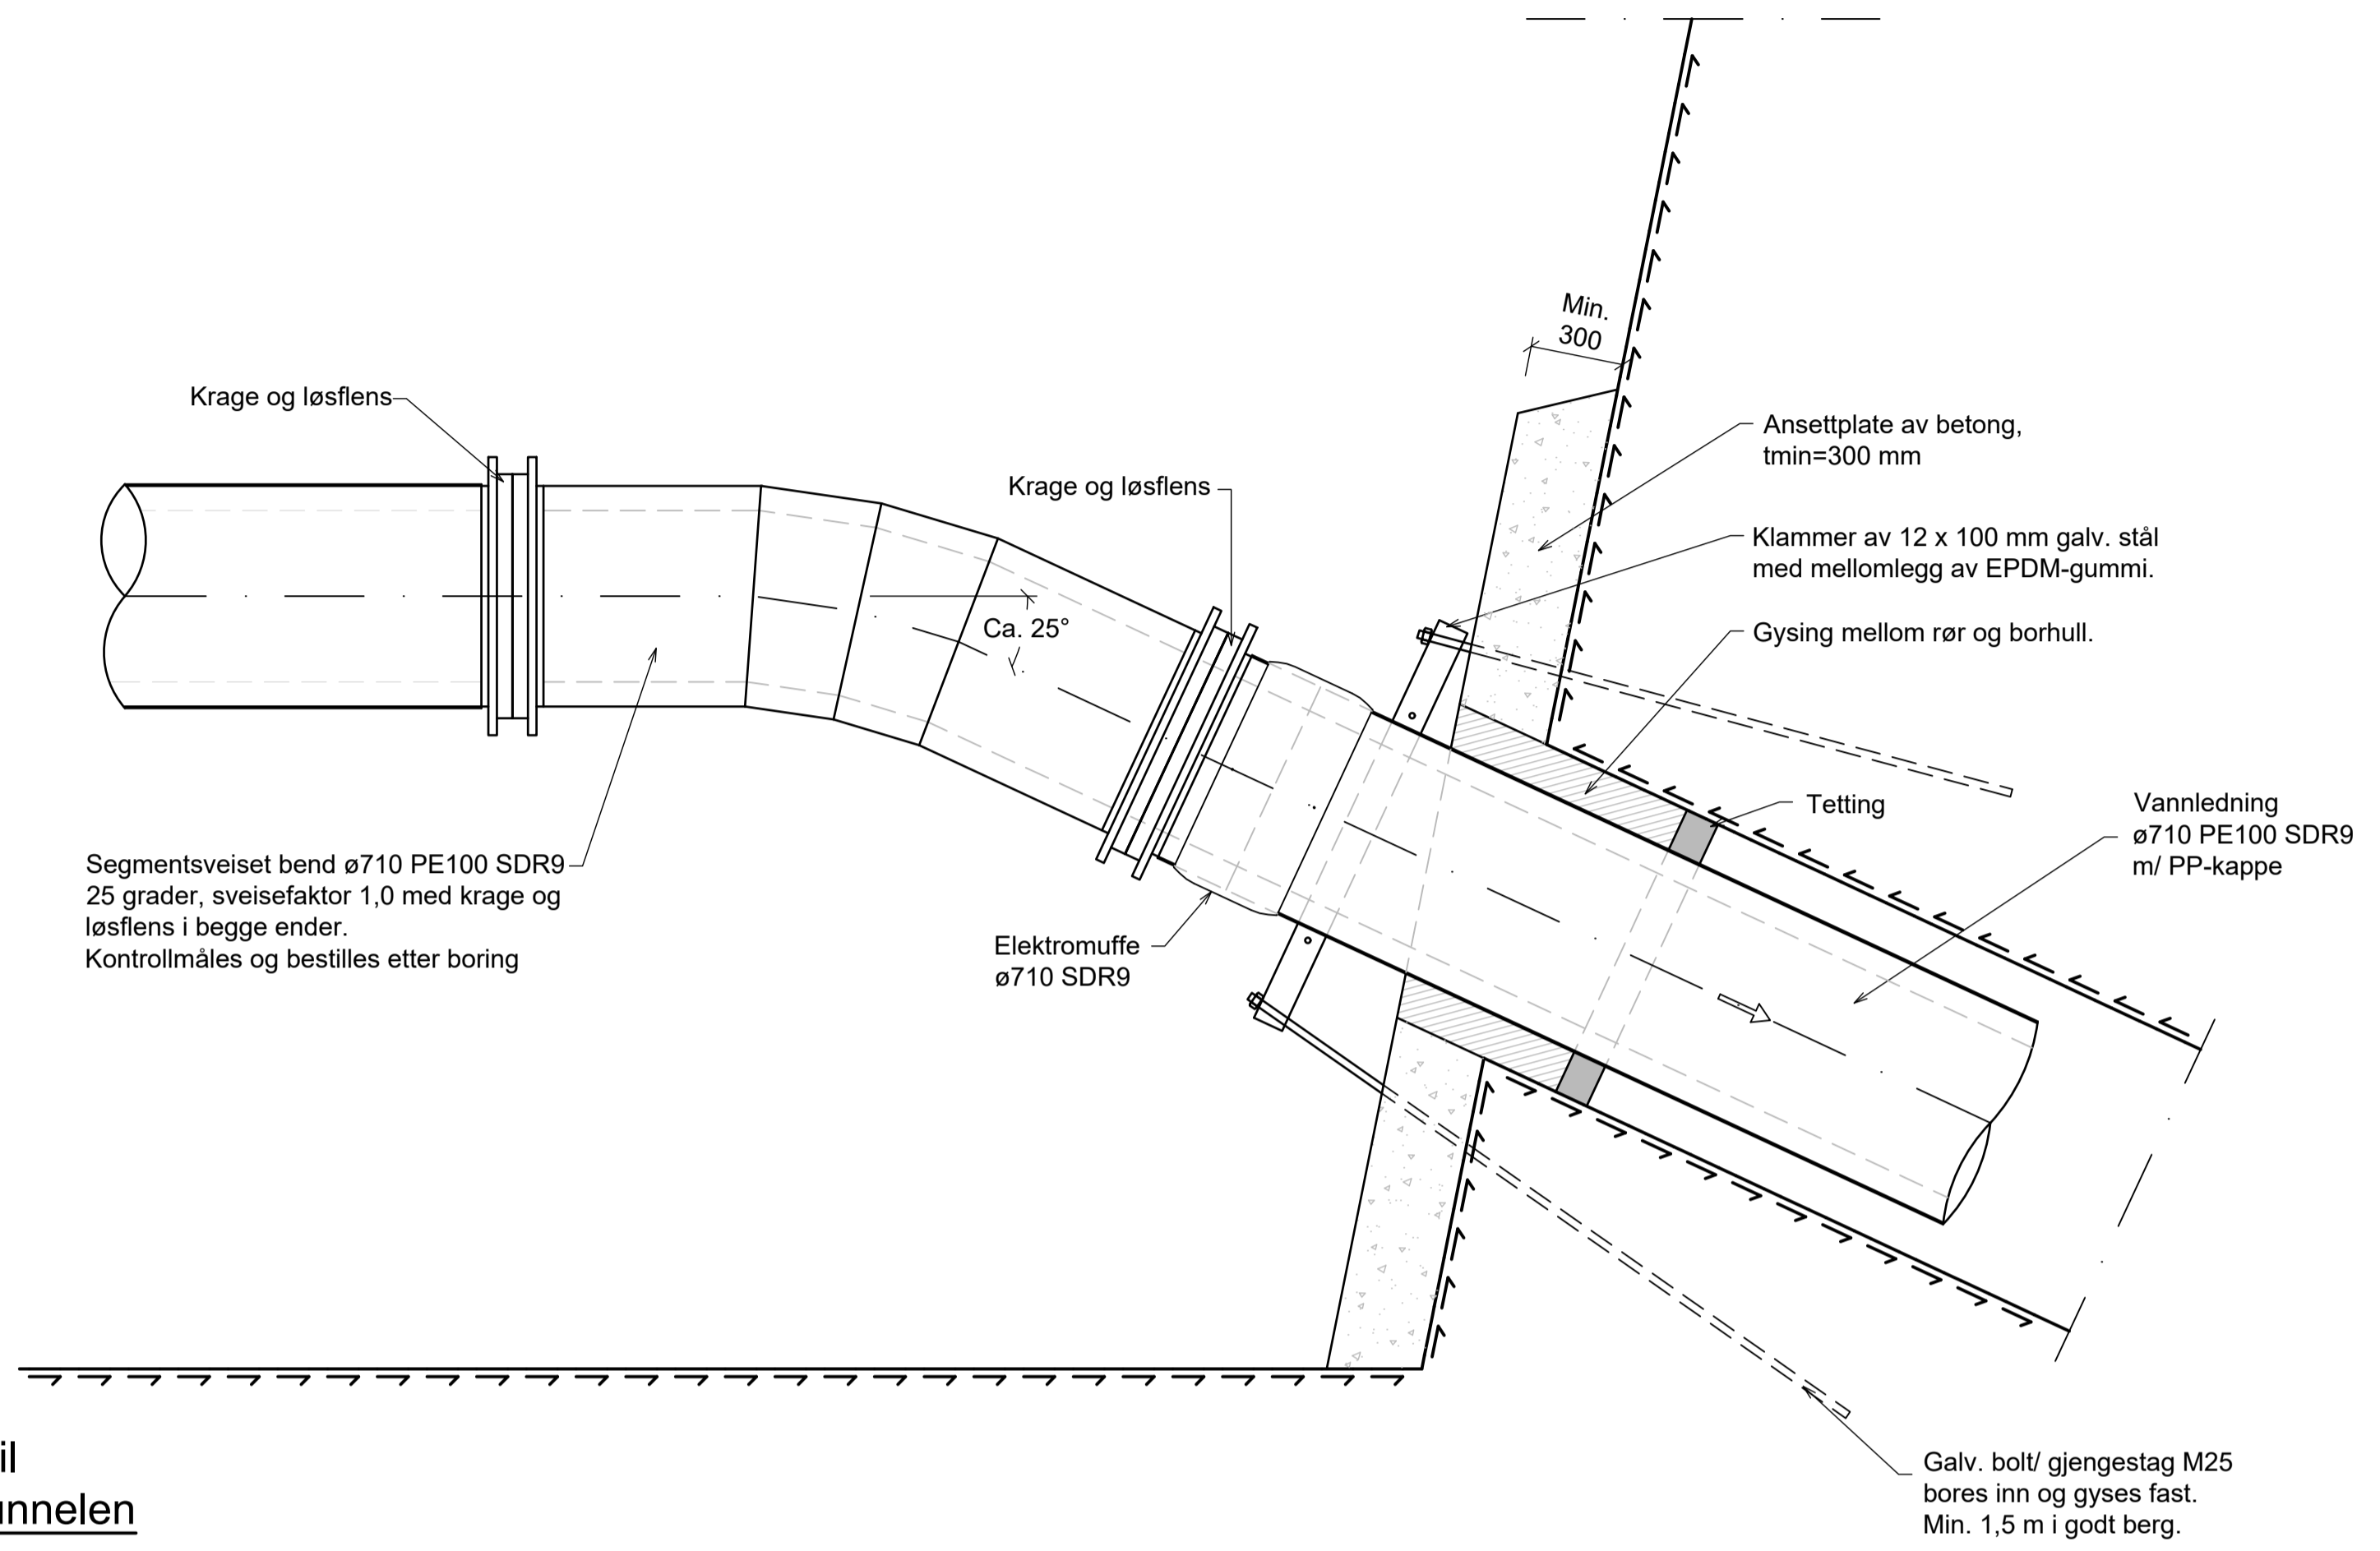 Min.
300
Krage og løsflens
Ansettplate av betong,
tmin=300 mm
Krage og løsflens
Klammer av 12 x 100 mm galv. stål
med mellomlegg av EPDM-gummi.
Ca. 25°
Gysing mellom rør og borhull.
Tetting
Vannledning
ø710 PE100 SDR9
m/ PP-kappe
Segmentsveiset bend ø710 PE100 SDR9
25 grader, sveisefaktor 1,0 med krage og
løsflens i begge ender.
Kontrollmåles og bestilles etter boring
Elektromuffe
ø710 SDR9
il
unnelen
Galv. bolt/ gjengestag M25
bores inn og gyses fast.
Min. 1,5 m i godt berg.